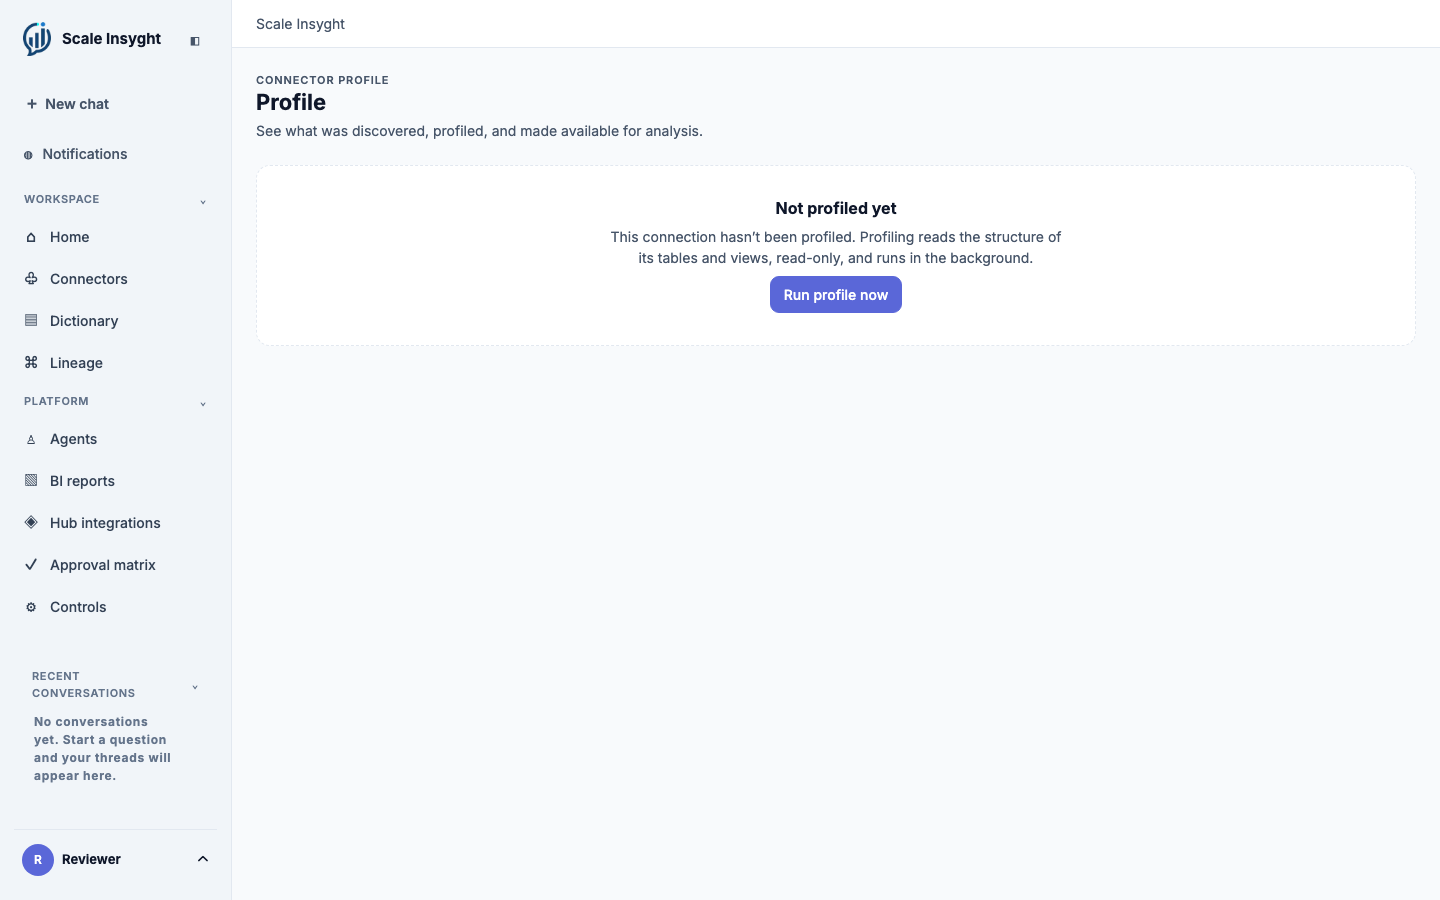 Scale Insyght
New chat
Notifications
WORKSPACE
Home
Connectors
Dictionary
Lineage
PLATFORM
Agents
BI reports
Hub integrations
Approval matrix
Controls
RECENT
CONVERSATIONS
No conversations
yet. Start a question
and your threads will
appear here.
R
Reviewer
Scale Insyght
CONNECTOR PROFILE
Profile
See what was discovered, profiled, and made available for analysis.
Not profiled yet
This connection hasn’t been profiled. Profiling reads the structure of
its tables and views, read-only, and runs in the background.
Run profile now